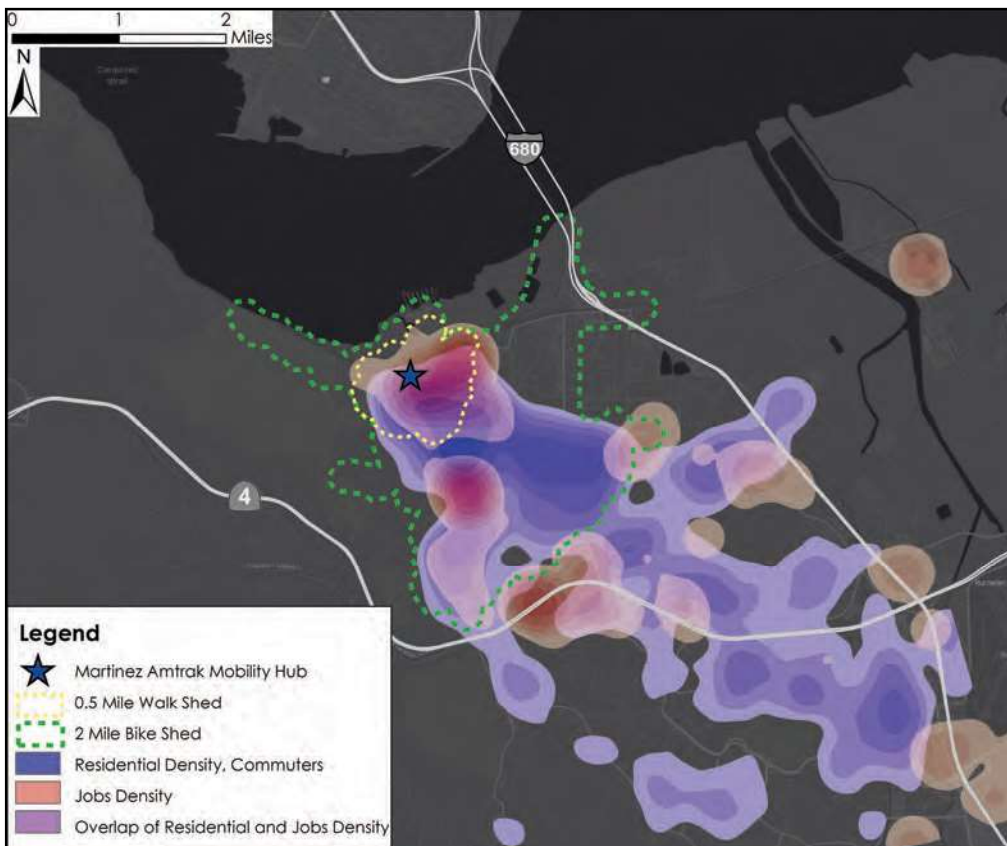 0 1 2
Miles
N
680
4
Legend
Martinez Amtrak Mobility Hub
0.5 Mile Walk Shed
2 Mile Bike Shed
Residential Density, Commuters
Jobs Density
Overlap of Residential and Jobs Density